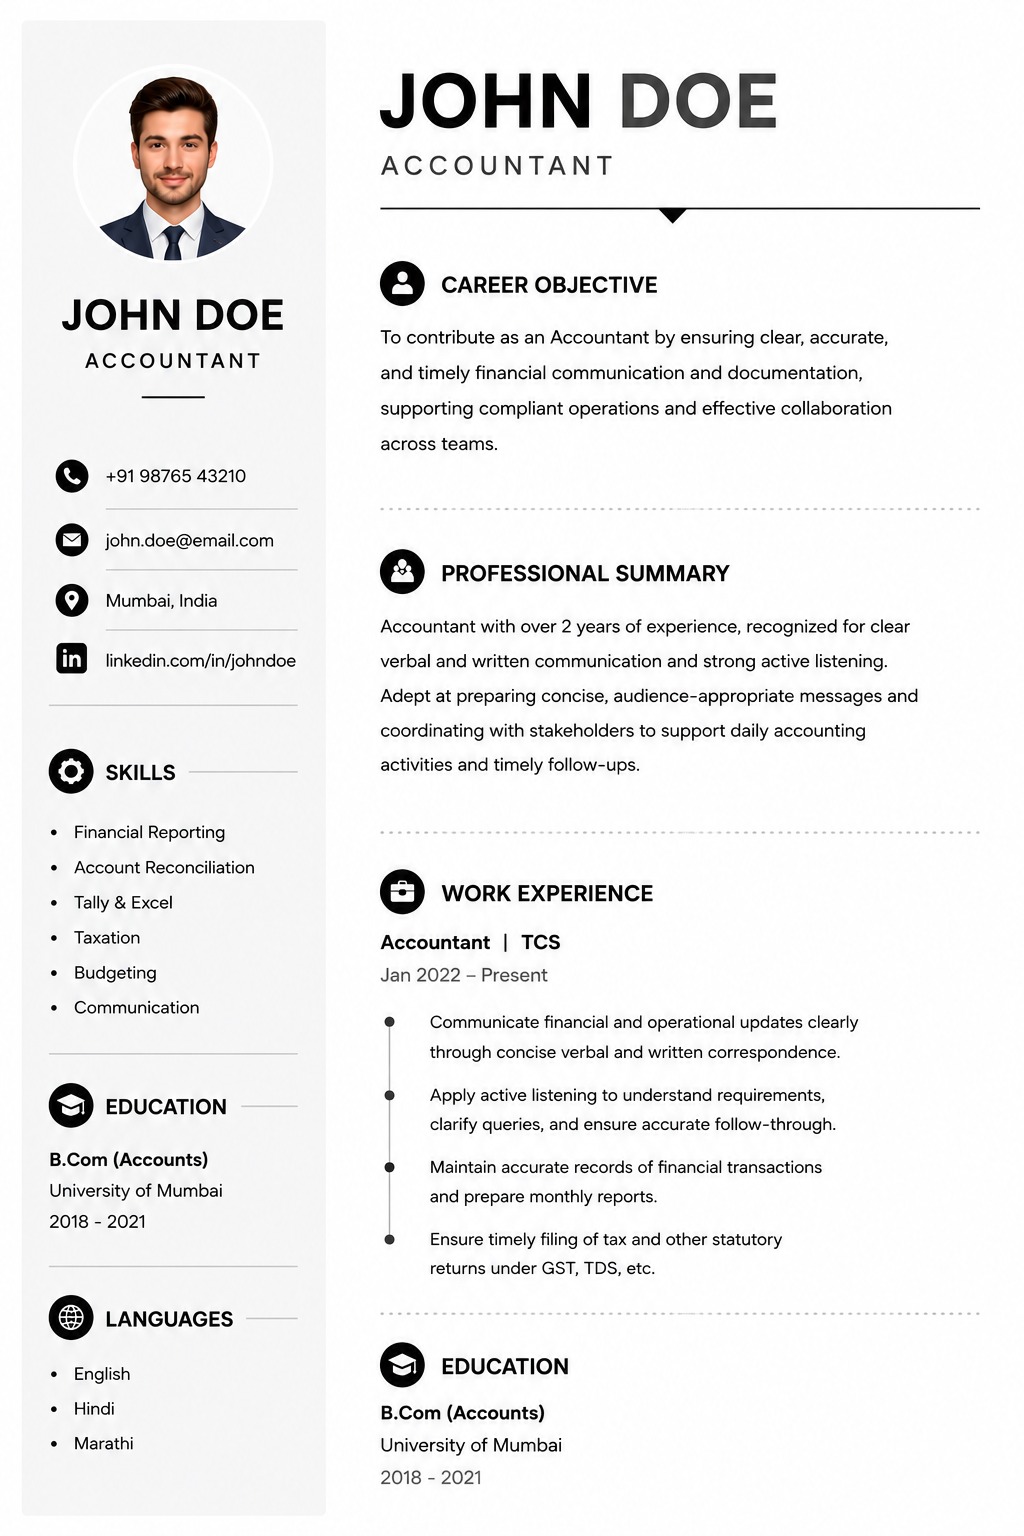 JOHN DOE
ACCOUNTANT
+91 98765 43210
john.doe@email.com
Mumbai, India
in
linkedin.com/in/johndoe
SKILLS
• Financial Reporting
• Account Reconciliation
• Tally & Excel
• Taxation
• Budgeting
• Communication
EDUCATION
B.Com (Accounts)
University of Mumbai
2018 - 2021
LANGUAGES
• English
• Hindi
• Marathi
JOHN DOE
ACCOUNTANT
CAREER OBJECTIVE
To contribute as an Accountant by ensuring clear, accurate,
and timely financial communication and documentation,
supporting compliant operations and effective collaboration
across teams.
PROFESSIONAL SUMMARY
Accountant with over 2 years of experience, recognized for clear
verbal and written communication and strong active listening.
Adept at preparing concise, audience-appropriate messages and
coordinating with stakeholders to support daily accounting
activities and timely follow-ups.
WORK EXPERIENCE
Accountant | TCS
Jan 2022 – Present
Communicate financial and operational updates clearly
through concise verbal and written correspondence.
Apply active listening to understand requirements,
clarify queries, and ensure accurate follow-through.
Maintain accurate records of financial transactions
and prepare monthly reports.
Ensure timely filing of tax and other statutory
returns under GST, TDS, etc.
EDUCATION
B.Com (Accounts)
University of Mumbai
2018 - 2021